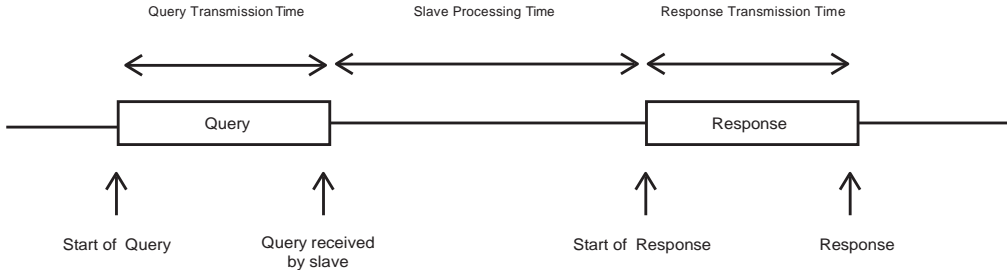 Query Transmission Time
Slave Processing Time
Response Transmission Time
Query
Response
Start of Query
Query received
by slave
Start of Response
Response